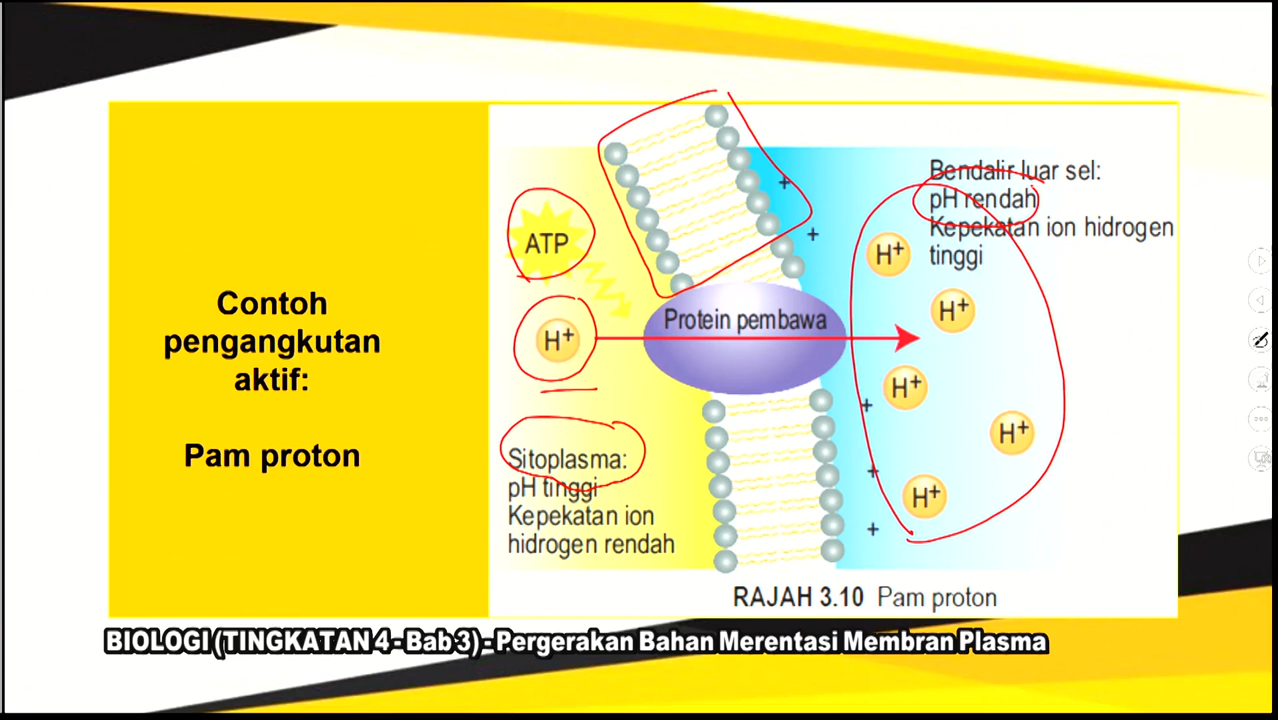 Contoh
pengangkutan
aktif:
Pam proton
ATP
H+
Sitoplasma:
pH tinggi
Kepekatan ion
hidrogen rendah
Protein pembawa
+
+
+
+
+
Bendalir luar sel:
pH rendah
Kepekatan ion hidrogen
tinggi
H+
H+
H+
H+
H+
RAJAH 3.10 Pam proton
BIOLOGI (TINGKATAN 4 - Bab 3) - Pergerakan Bahan Merentasi Membran Plasma